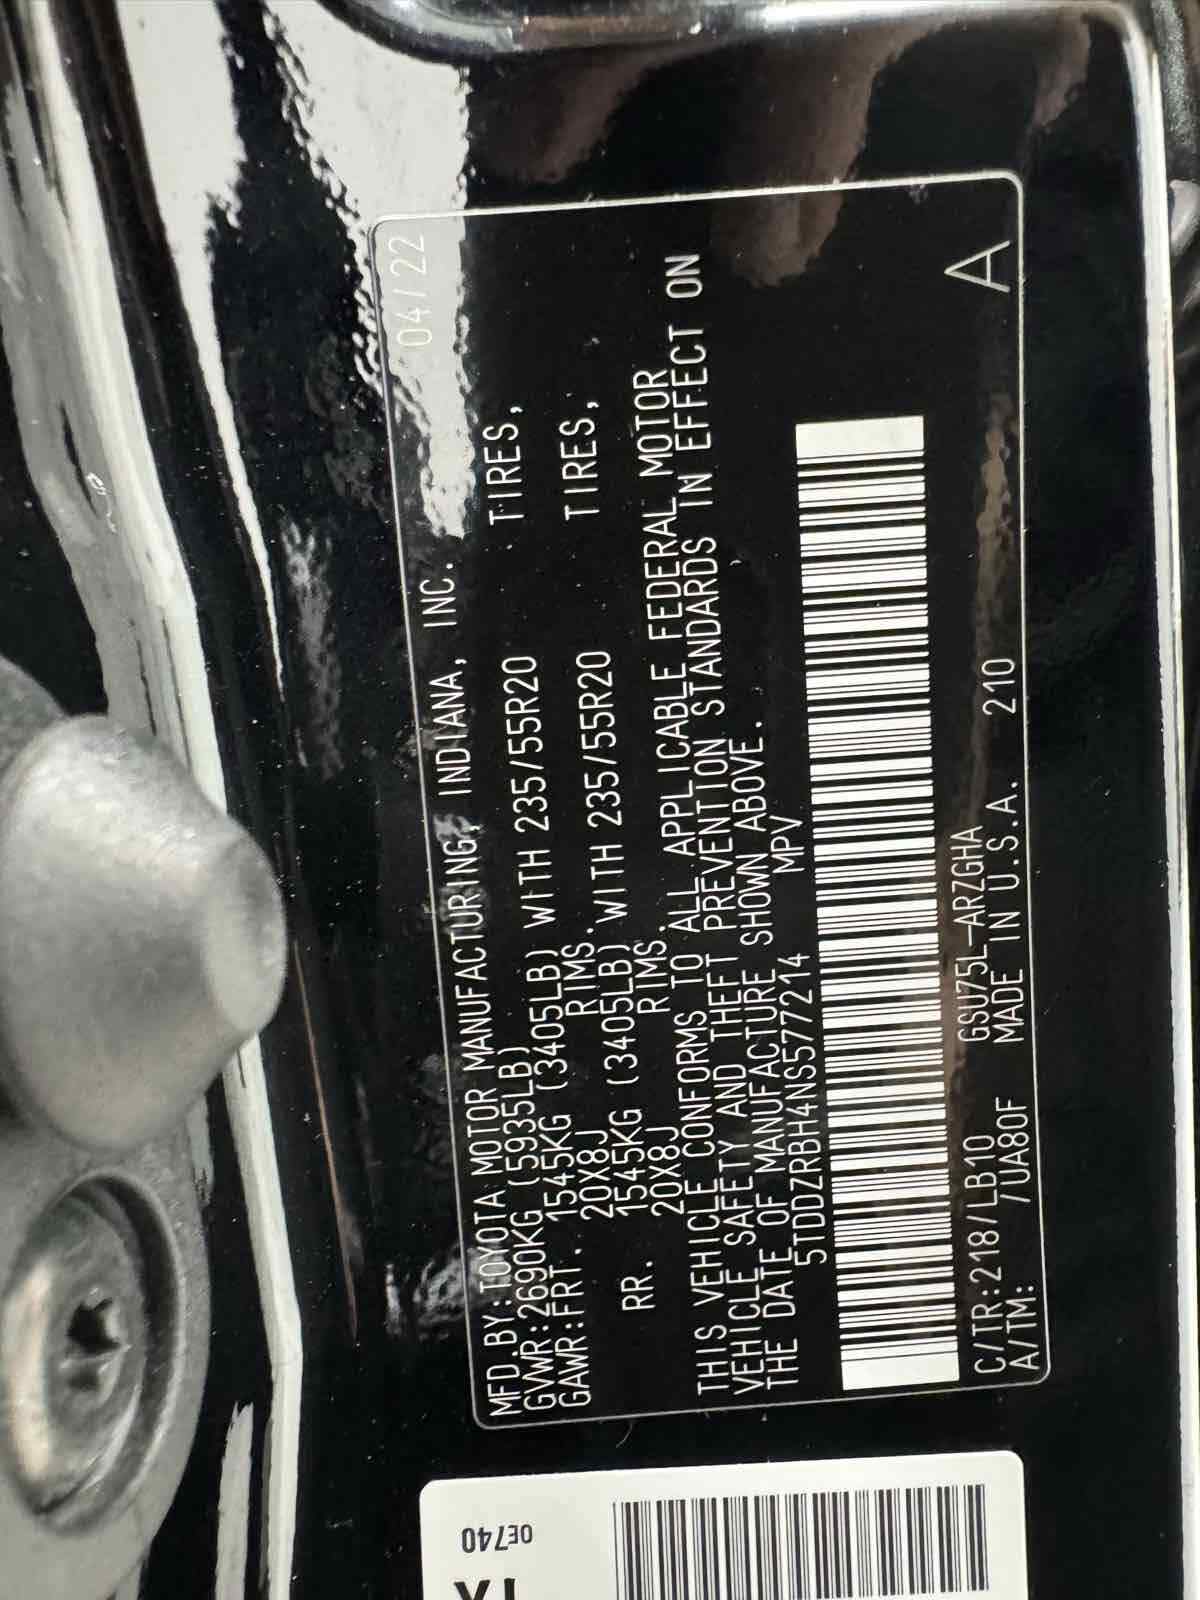 04/22
MFD.BY:TOYOTA MOTOR MANUFACTURING, INDIANA, INC.
GVWR:2690KG (5935LB)
GAWR:FRT. 1545KG (3405LB) WITH 235/55R20 TIRES,
20X8J RIMS.
RR. 1545KG (3405LB) WITH 235/55R20 TIRES,
20X8J RIMS.
THIS VEHICLE CONFORMS TO ALL APPLICABLE FEDERAL MOTOR
VEHICLE SAFETY AND THEFT PREVENTION STANDARDS IN EFFECT ON
THE DATE OF MANUFACTURE SHOWN ABOVE.
5TDDZRBH4NS577214 MPV
C/TR:218/LB10 GSU75L-ARZGHA
A/TM: /UA80F MADE IN U.S.A. 210 A
0E740